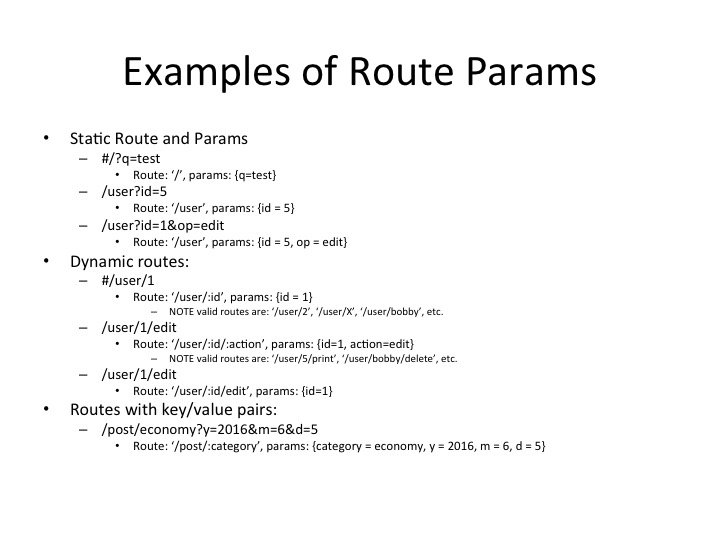 Examples of Route Params
• Static Route and Params
– #/?q=test
• Route: ‘/’, params: {q=test}
– /user?id=5
• Route: ‘/user’, params: {id = 5}
– /user?id=1&op=edit
• Route: ‘/user’, params: {id = 5, op = edit}
• Dynamic routes:
– #/user/1
• Route: ‘/user/:id’, params: {id = 1}
– NOTE valid routes are: ‘/user/2’, ‘/user/X’, ‘/user/bobby’, etc.
– /user/1/edit
• Route: ‘/user/:id/:action’, params: {id=1, action=edit}
– NOTE valid routes are: ‘/user/5/print’, ‘/user/bobby/delete’, etc.
– /user/1/edit
• Route: ‘/user/:id/edit’, params: {id=1}
• Routes with key/value pairs:
– /post/economy?y=2016&m=6&d=5
• Route: ‘/post/:category’, params: {category = economy, y = 2016, m = 6, d = 5}